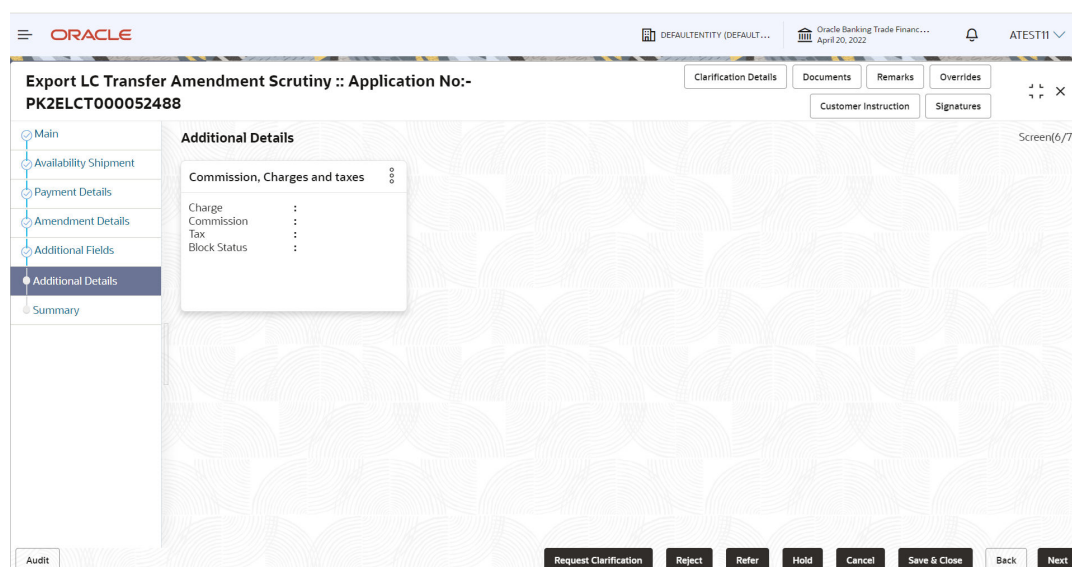 ORACLE
DEFAULTENTITY (DEFAULT...
Oracle Banking Trade Financ...
April 20, 2022
ATEST11
Export LC Transfer Amendment Scrutiny :: Application No:-
PK2ELCT000052488
Clarification Details
Documents
Remarks
Overrides
Customer Instruction
Signatures
Main
Availability Shipment
Payment Details
Amendment Details
Additional Fields
Additional Details
Summary
Additional Details
Screen(6/7
Commission, Charges and taxes
Charge :
Commission :
Tax :
Block Status :
Audit
Request Clarification
Reject
Refer
Hold
Cancel
Save & Close
Back
Next